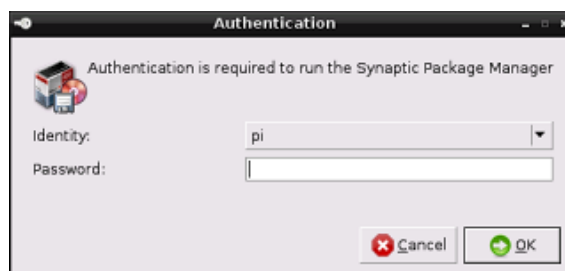 Authentication
Authentication is required to run the Synaptic Package Manager
Identity:
pi
Password:
Cancel
OK